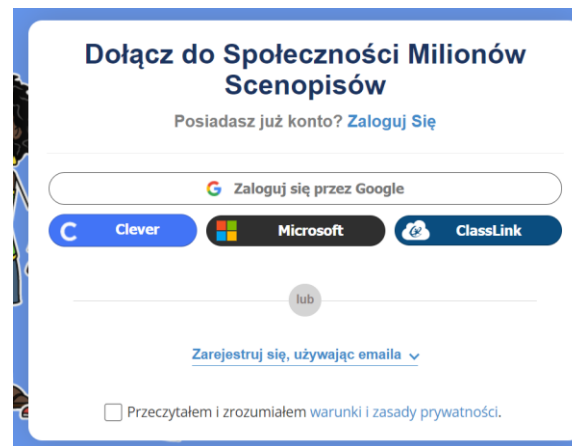 Dołącz do Społeczności Milionów
Scenopisów
Posiadasz już konto? Zaloguj Się
Zaloguj się przez Google
Clever
Microsoft
ClassLink
lub
Zarejestruj się, używając emaila
Przeczytałem i zrozumiałem warunki i zasady prywatności.